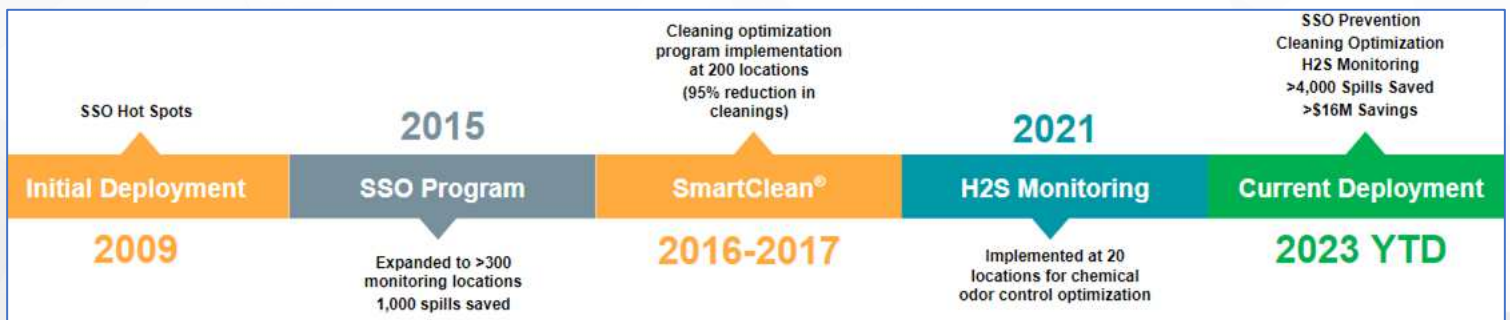 SSO Hot Spots
Initial Deployment
2009
2015
SSO Program
Expanded to >300
monitoring locations
1,000 spills saved
Cleaning optimization
program implementation
at 200 locations
(95% reduction in
cleanings)
SmartClean®
2016-2017
2021
H2S Monitoring
Implemented at 20
locations for chemical
odor control optimization
SSO Prevention
Cleaning Optimization
H2S Monitoring
>4,000 Spills Saved
>$16M Savings
Current Deployment
2023 YTD